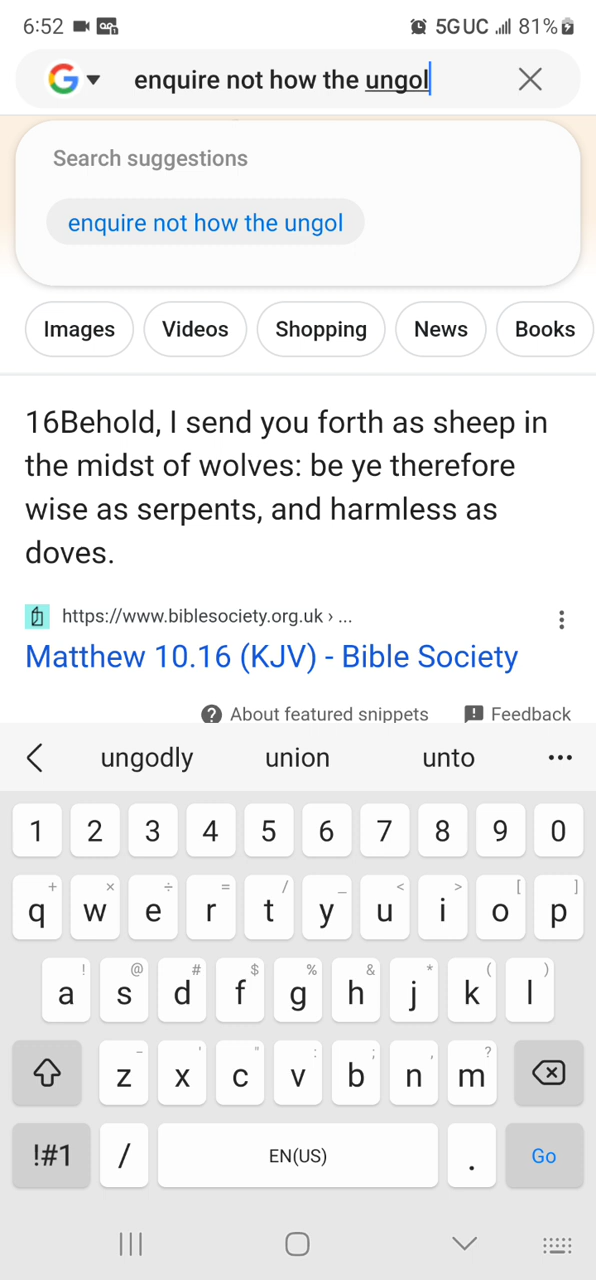 6:52 5GUC 81%
enquire not how the ungol
Search suggestions
enquire not how the ungol
Images Videos Shopping News Books
16Behold, I send you forth as sheep in
the midst of wolves: be ye therefore
wise as serpents, and harmless as
doves.
https://www.biblesociety.org.uk › ...
Matthew 10.16 (KJV) - Bible Society
About featured snippets Feedback
ungodly union unto ...
1 2 3 4 5 6 7 8 9 0
+ × ÷ = / _ < > [ ]
q w e r t y u i o p
! @ # $ % & * ( )
a s d f g h j k l
- ' " : ; , ?
z x c v b n m
!#1 / EN(US) . Go